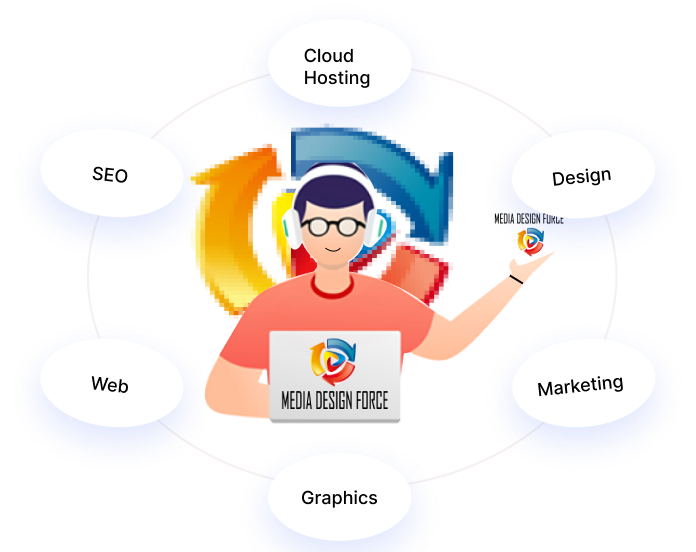 Cloud
Hosting
SEO
Design
MEDIA DESIGN FORCE
Web
Marketing
MEDIA DESIGN FORCE
Graphics